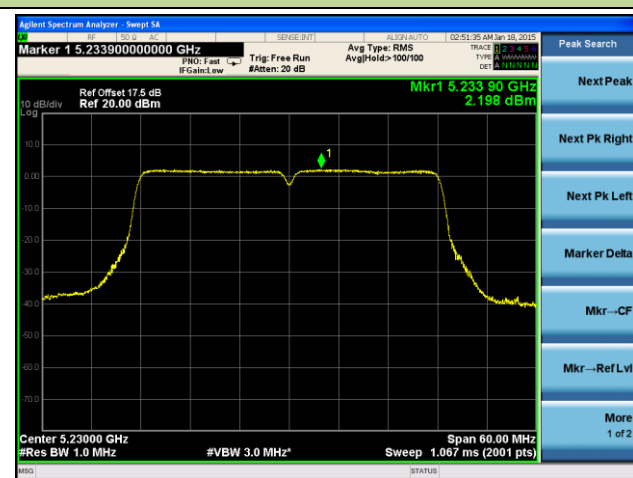 Agilent Spectrum Analyzer - Swept SA
RF 50 Ω AC SENSE:INT ALIGN AUTO 02:51:35 AM Jan 18, 2015
Marker 1 5.233900000000 GHz
PNO: Fast
IFGain:Low
Trig: Free Run
#Atten: 20 dB
Avg Type: RMS
Avg|Hold:>100/100
TRACE 1 2 3 4 5 6
TYPE
DET A N N N N N
Peak Search
Next Peak
Next Pk Right
Next Pk Left
Marker Delta
Mkr→CF
Mkr→Ref Lvl
More
1 of 2
Mkr1 5.233 90 GHz
2.198 dBm
Ref Offset 17.5 dB
10 dB/div Ref 20.00 dBm
Log
10.0
0.00
-10.0
-20.0
-30.0
-40.0
-50.0
-60.0
-70.0
1
Center 5.23000 GHz Span 60.00 MHz
#Res BW 1.0 MHz #VBW 3.0 MHz* Sweep 1.067 ms (2001 pts)
MSG STATUS